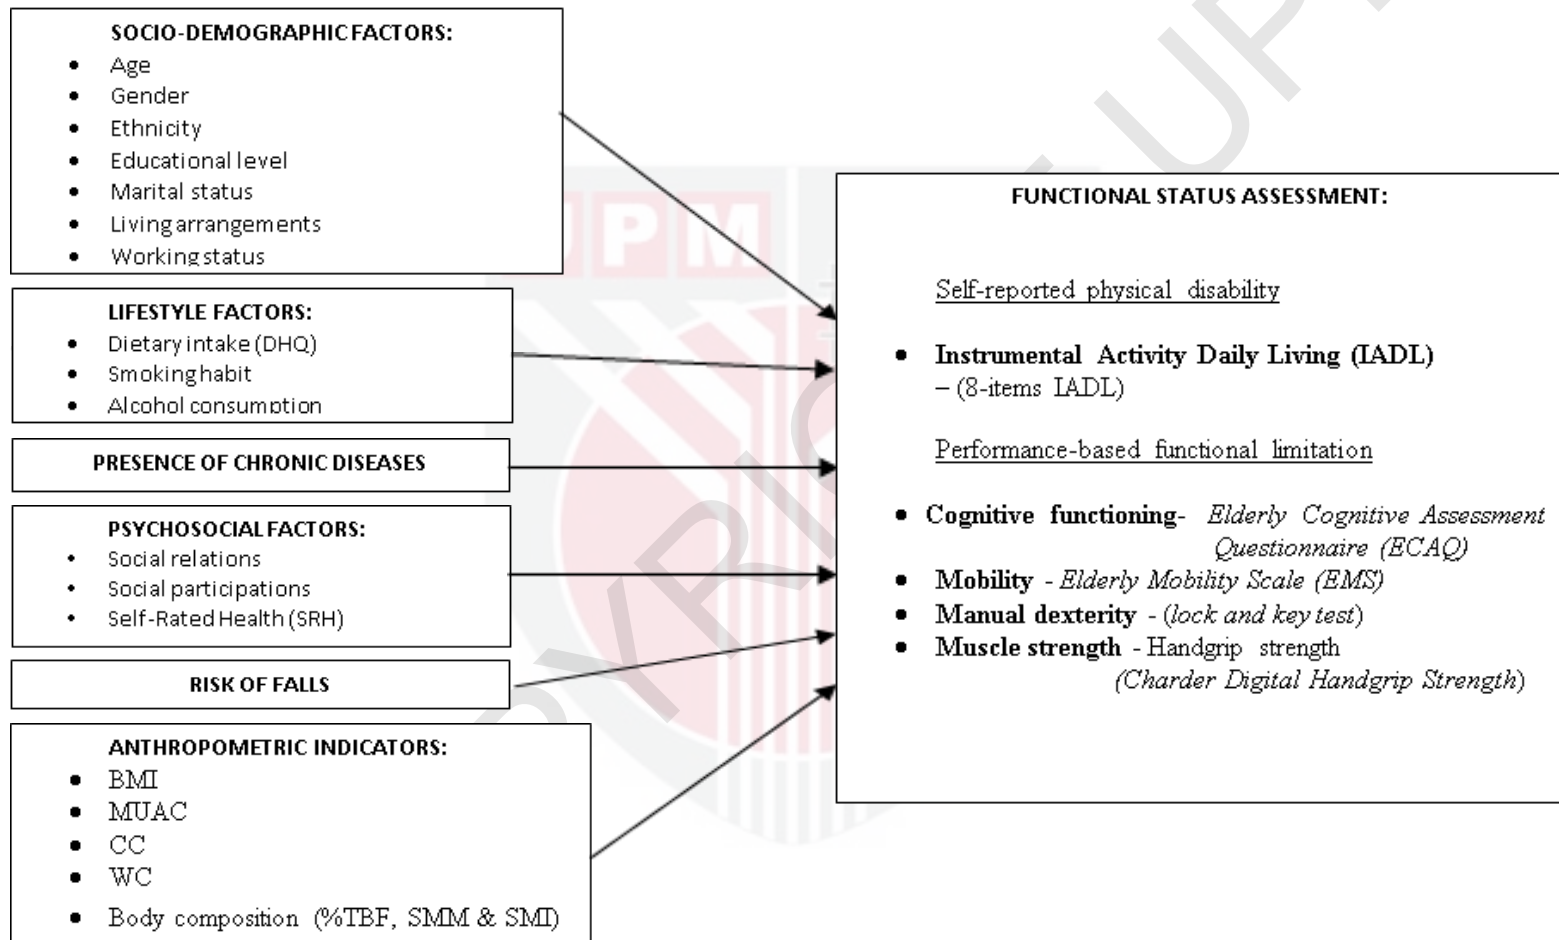 SOCIO-DEMOGRAPHIC FACTORS:
• Age
• Gender
• Ethnicity
• Educational level
• Marital status
• Living arrangements
• Working status
LIFESTYLE FACTORS:
• Dietary intake (DHQ)
• Smoking habit
• Alcohol consumption
PRESENCE OF CHRONIC DISEASES
PSYCHOSOCIAL FACTORS:
• Social relations
• Social participations
• Self-Rated Health (SRH)
RISK OF FALLS
ANTHROPOMETRIC INDICATORS:
• BMI
• MUAC
• CC
• WC
• Body composition (%TBF, SMM & SMI)
FUNCTIONAL STATUS ASSESSMENT:
Self-reported physical disability
• Instrumental Activity Daily Living (IADL)
– (8-items IADL)
Performance-based functional limitation
• Cognitive functioning- Elderly Cognitive Assessment
Questionnaire (ECAQ)
• Mobility - Elderly Mobility Scale (EMS)
• Manual dexterity - (lock and key test)
• Muscle strength - Handgrip strength
(Charder Digital Handgrip Strength)
UPM